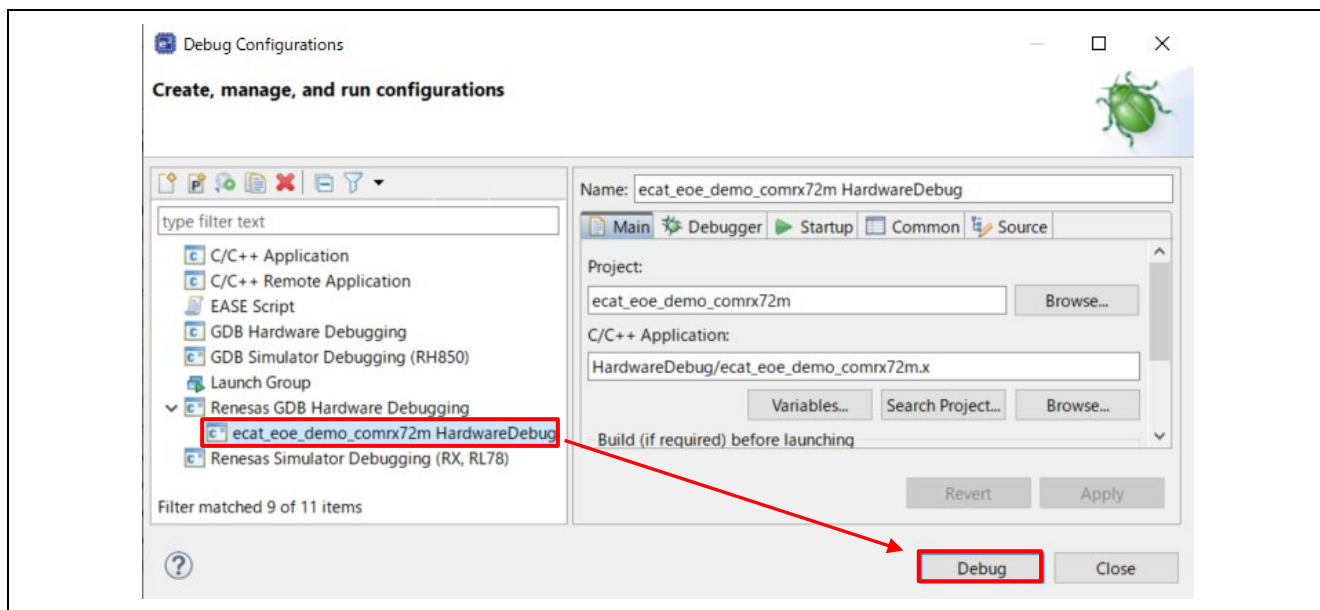 Debug Configurations
Create, manage, and run configurations
type filter text
C/C++ Application
C/C++ Remote Application
EASE Script
GDB Hardware Debugging
GDB Simulator Debugging (RH850)
Launch Group
Renesas GDB Hardware Debugging
ecat_eoe_demo_comrx72m HardwareDebug
Renesas Simulator Debugging (RX, RL78)
Filter matched 9 of 11 items
Name: ecat_eoe_demo_comrx72m HardwareDebug
Main Debugger Startup Common Source
Project:
ecat_eoe_demo_comrx72m Browse...
C/C++ Application:
HardwareDebug/ecat_eoe_demo_comrx72m.x
Variables... Search Project... Browse...
Build (if required) before launching
Revert Apply
? Debug Close